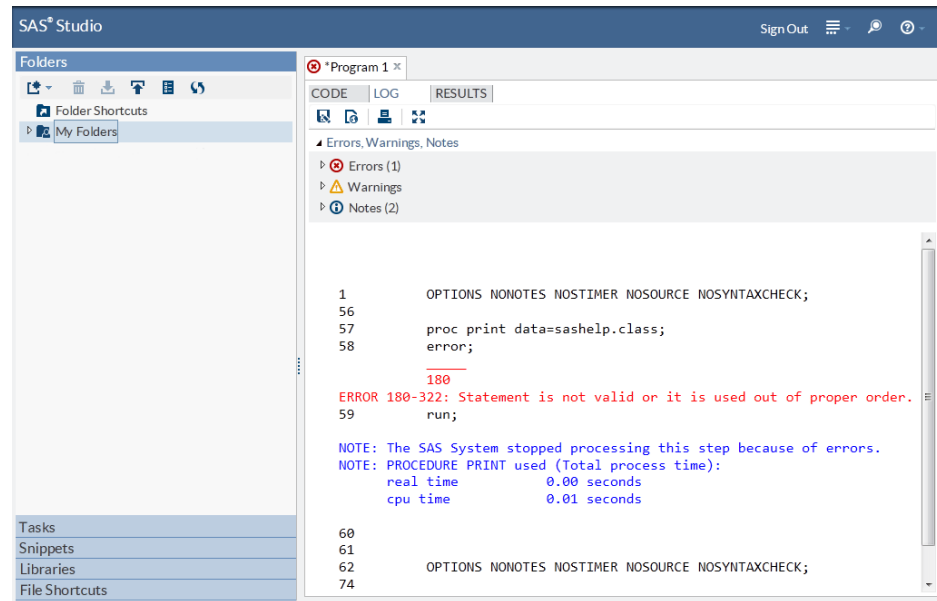 SAS® Studio
Sign Out
Folders
Folder Shortcuts
My Folders
Tasks
Snippets
Libraries
File Shortcuts
*Program 1 x
CODE LOG RESULTS
Errors, Warnings, Notes
Errors (1)
Warnings
Notes (2)
1 OPTIONS NONOTES NOSTIMER NOSOURCE NOSYNTAXCHECK;
56
57 proc print data=sashelp.class;
58 error;
_____
180
ERROR 180-322: Statement is not valid or it is used out of proper order.
59 run;
NOTE: The SAS System stopped processing this step because of errors.
NOTE: PROCEDURE PRINT used (Total process time):
real time 0.00 seconds
cpu time 0.01 seconds
60
61
62 OPTIONS NONOTES NOSTIMER NOSOURCE NOSYNTAXCHECK;
74